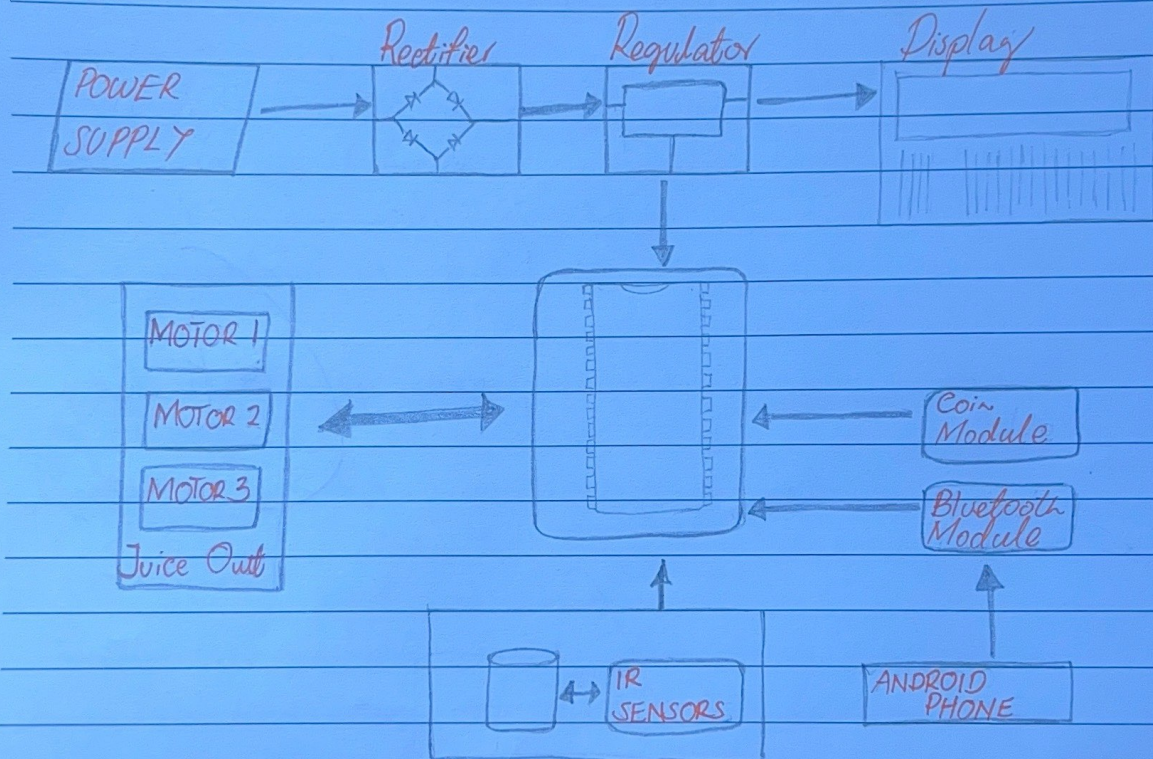 Rectifier
Regulator
Display
POWER
SUPPLY
MOTOR 1
MOTOR 2
MOTOR 3
Juice Out
Coin
Module
Bluetooth
Module
IR
SENSORS
ANDROID
PHONE